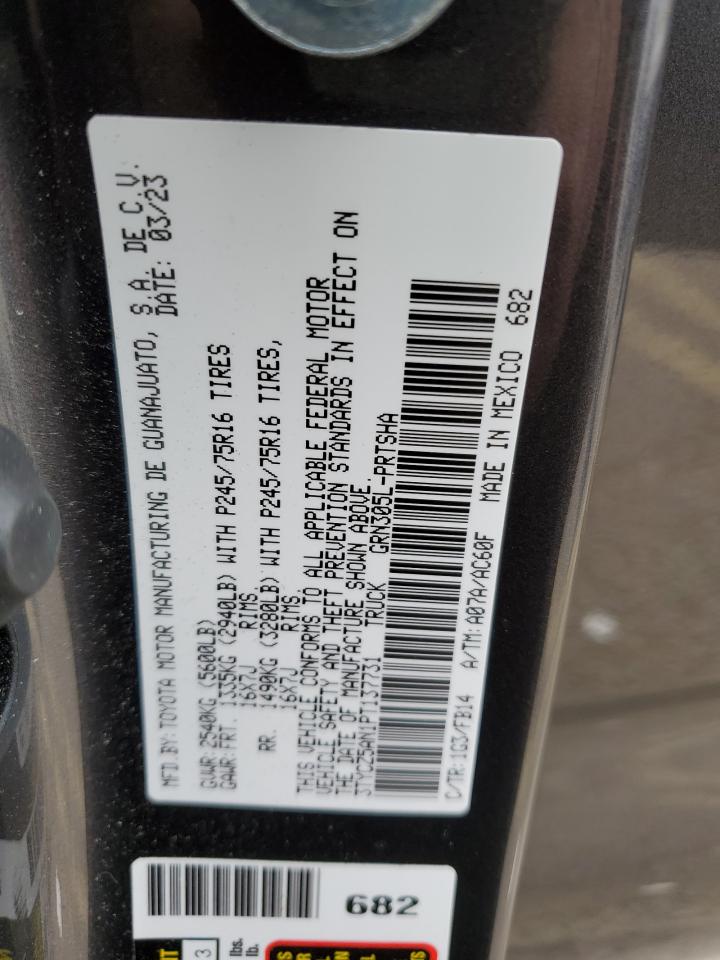 MFD.BY: TOYOTA MOTOR MANUFACTURING DE GUANAJUATO, S.A. DE C.V.
DATE: 03/23
GVWR: 2540KG (5600LB)
GAWR: FRT. 1335KG (2940LB) WITH P245/75R16 TIRES
16X7J RIMS,
RR. 1490KG (3280LB) WITH P245/75R16 TIRES,
16X7J RIMS.
THIS VEHICLE CONFORMS TO ALL APPLICABLE FEDERAL MOTOR
VEHICLE SAFETY AND THEFT PREVENTION STANDARDS IN EFFECT ON
THE DATE OF MANUFACTURE SHOWN ABOVE.
3TYCZ5AN1PT137731 TRUCK GRN305L-PRTSHA
C/TR: 1G3/FB14 A/TM: A07A/AC60F MADE IN MEXICO 682
682
3
lbs.
lb.